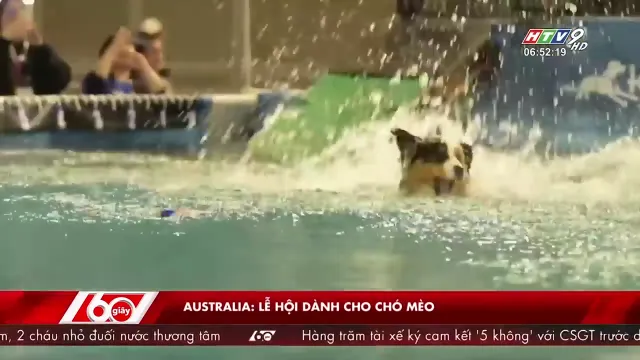 HTV9 HD
06:52:19
60 giây
AUSTRALIA: LỄ HỘI DÀNH CHO CHÓ MÈO
m, 2 cháu nhỏ đuối nước thương tâm 60 Hàng trăm tài xế ký cam kết '5 không' với CSGT trước